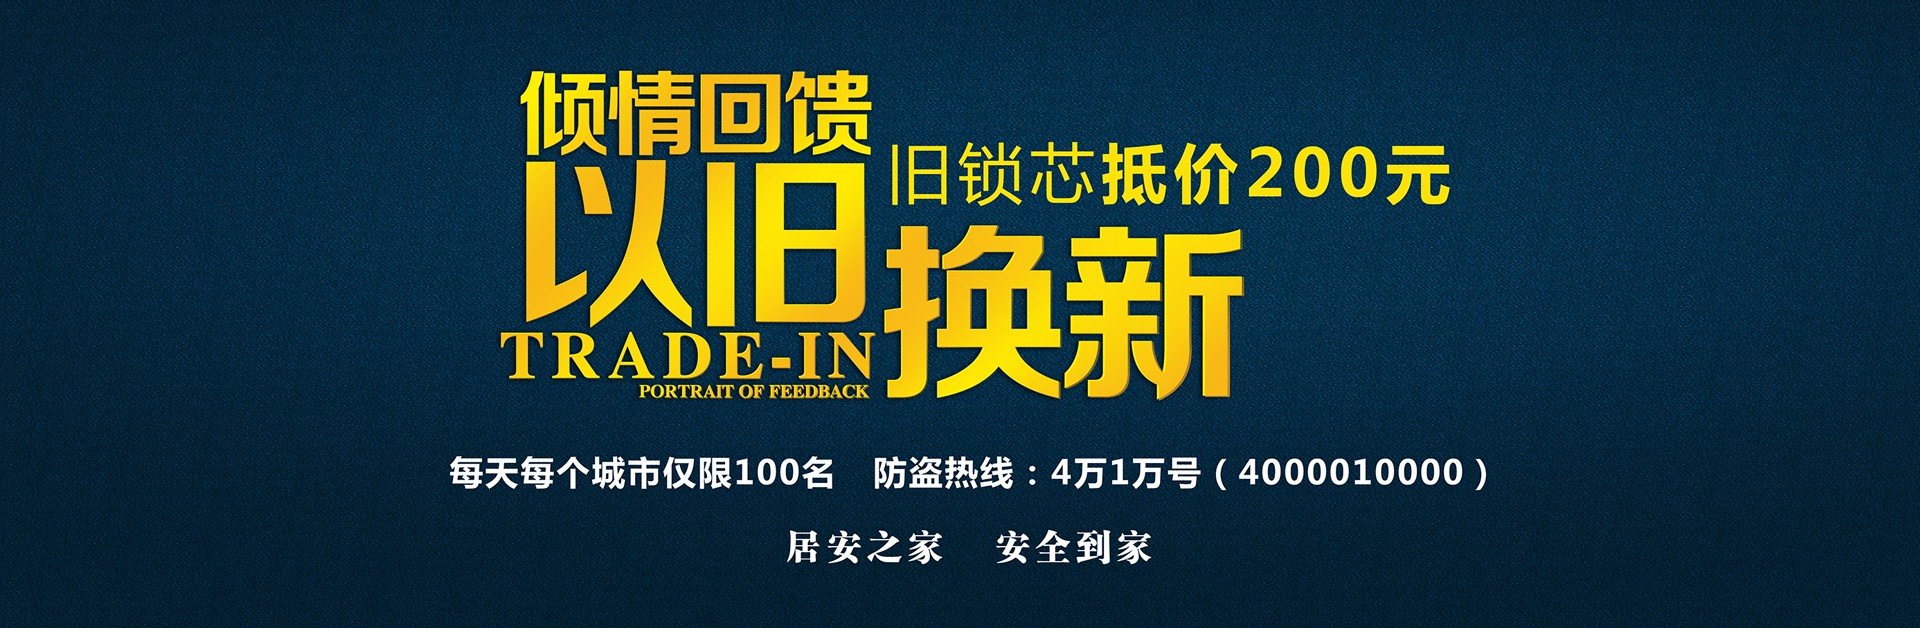 倾情回馈
旧锁芯抵价200元
以旧换新
TRADE-IN
PORTRAIT OF FEEDBACK
每天每个城市仅限100名 防盗热线：4万1万号（4000010000）
居安之家 安全到家